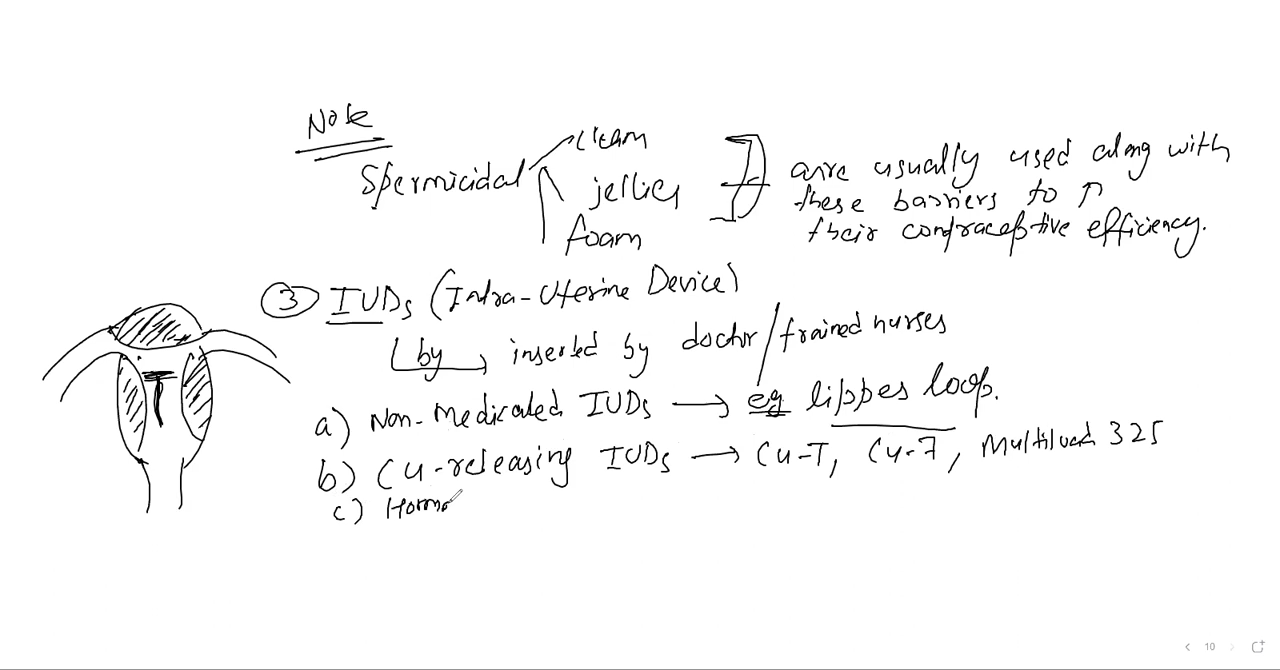 Note
Spermicidal cream
jellies
foam
are usually used along with
these barriers to ↑
their contraceptive efficiency.
③ IUDs (Intra-Uterine Device)
by → inserted by doctor/trained nurses
a) Non-Medicated IUDs → eg lippes loop.
b) Cu-releasing IUDs → Cu-T, Cu-7, Multiload 325
c) Hormo
10